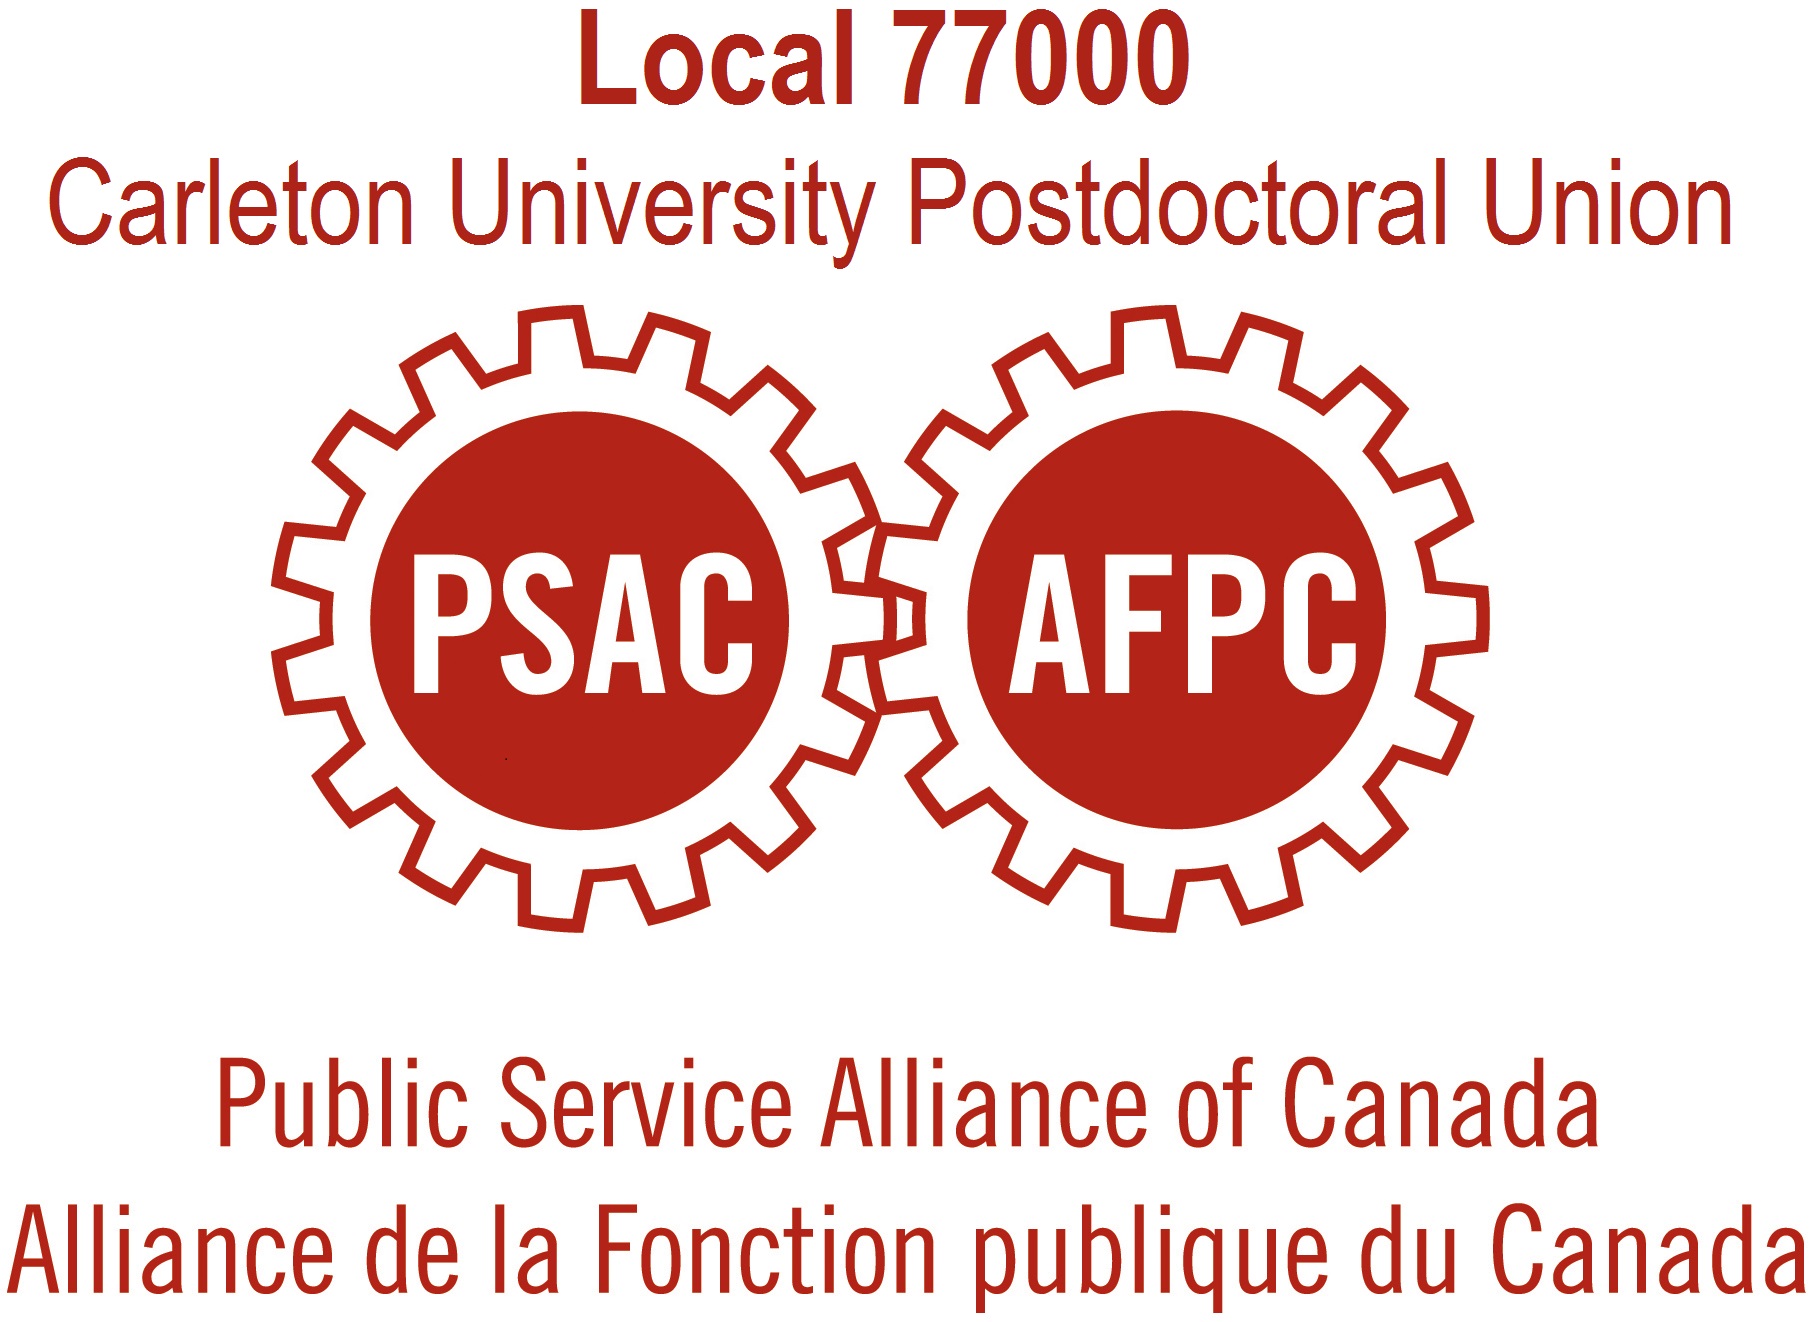 Local 77000
Carleton University Postdoctoral Union
PSAC AFPC
Public Service Alliance of Canada
Alliance de la Fonction publique du Canada